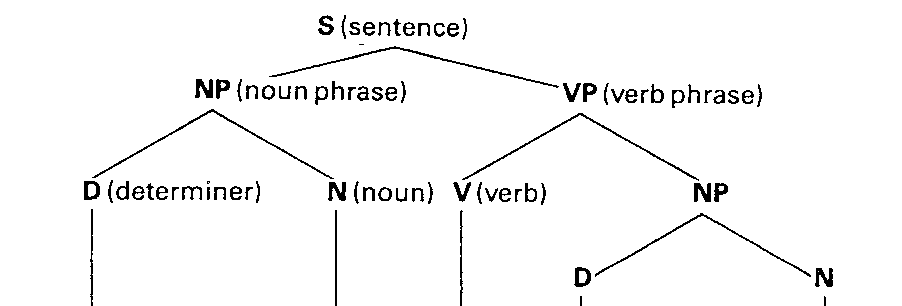 S (sentence)
NP (noun phrase) VP (verb phrase)
D (determiner) N (noun) V (verb) NP
D N